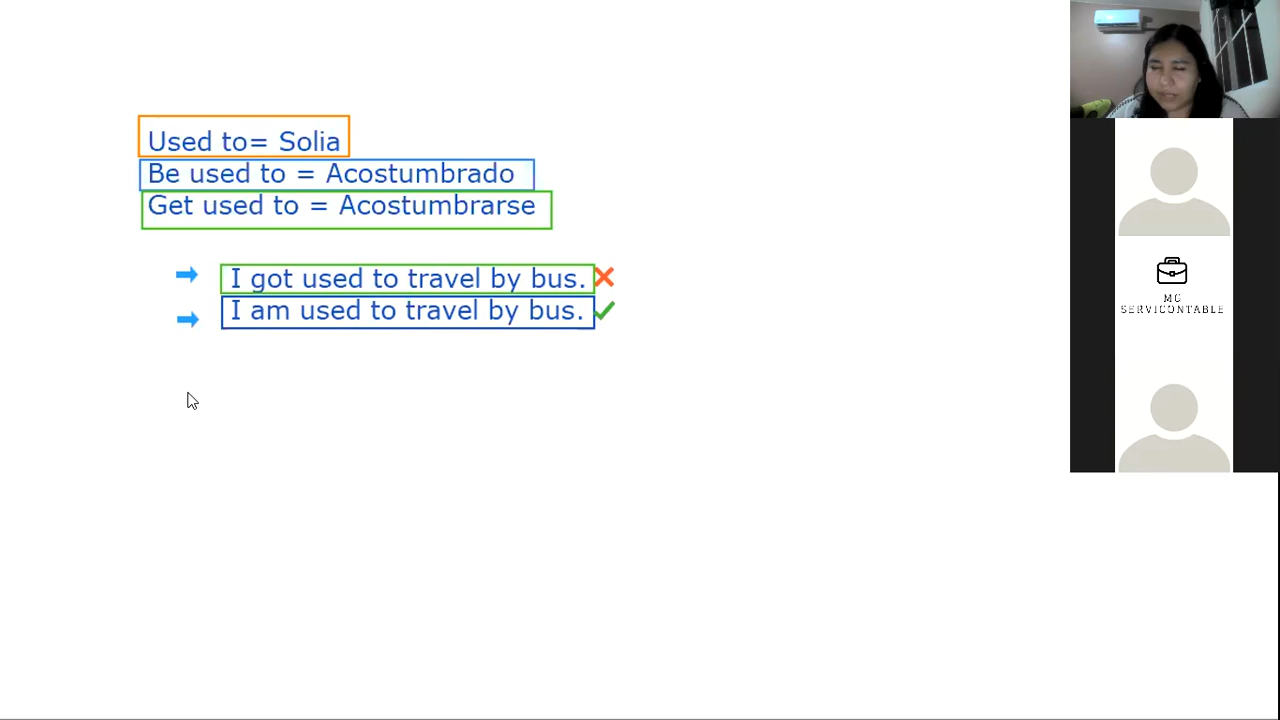 Used to= Solia
Be used to = Acostumbrado
Get used to = Acostumbrarse
I got used to travel by bus.
I am used to travel by bus.
MC
SERVICONTABLE